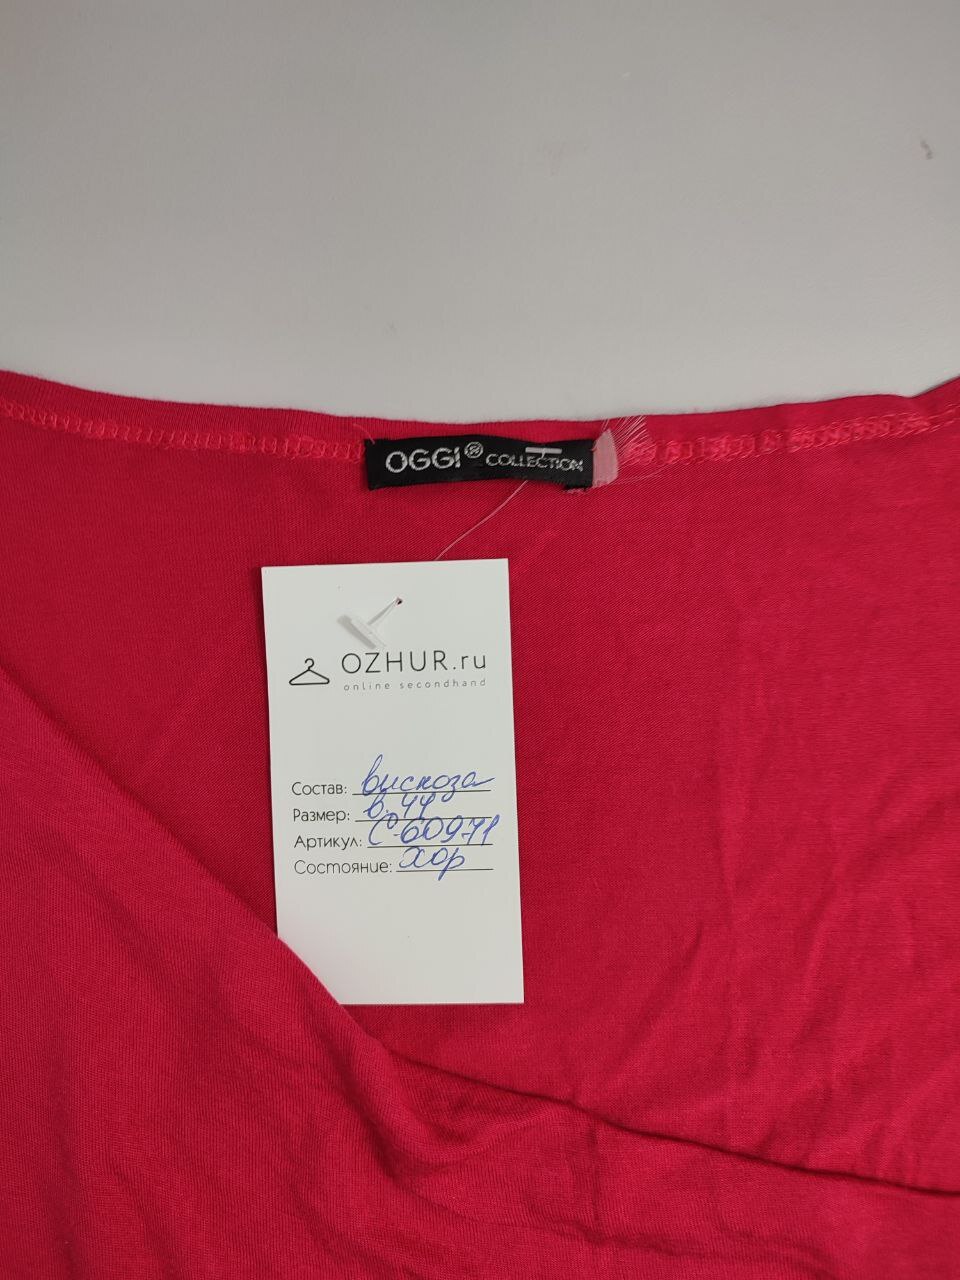 OGGI® COLLECTION
OZHUR.ru
online secondhand
Состав: вискоза
Размер: в. 44
Артикул: С-60971
Состояние: хор